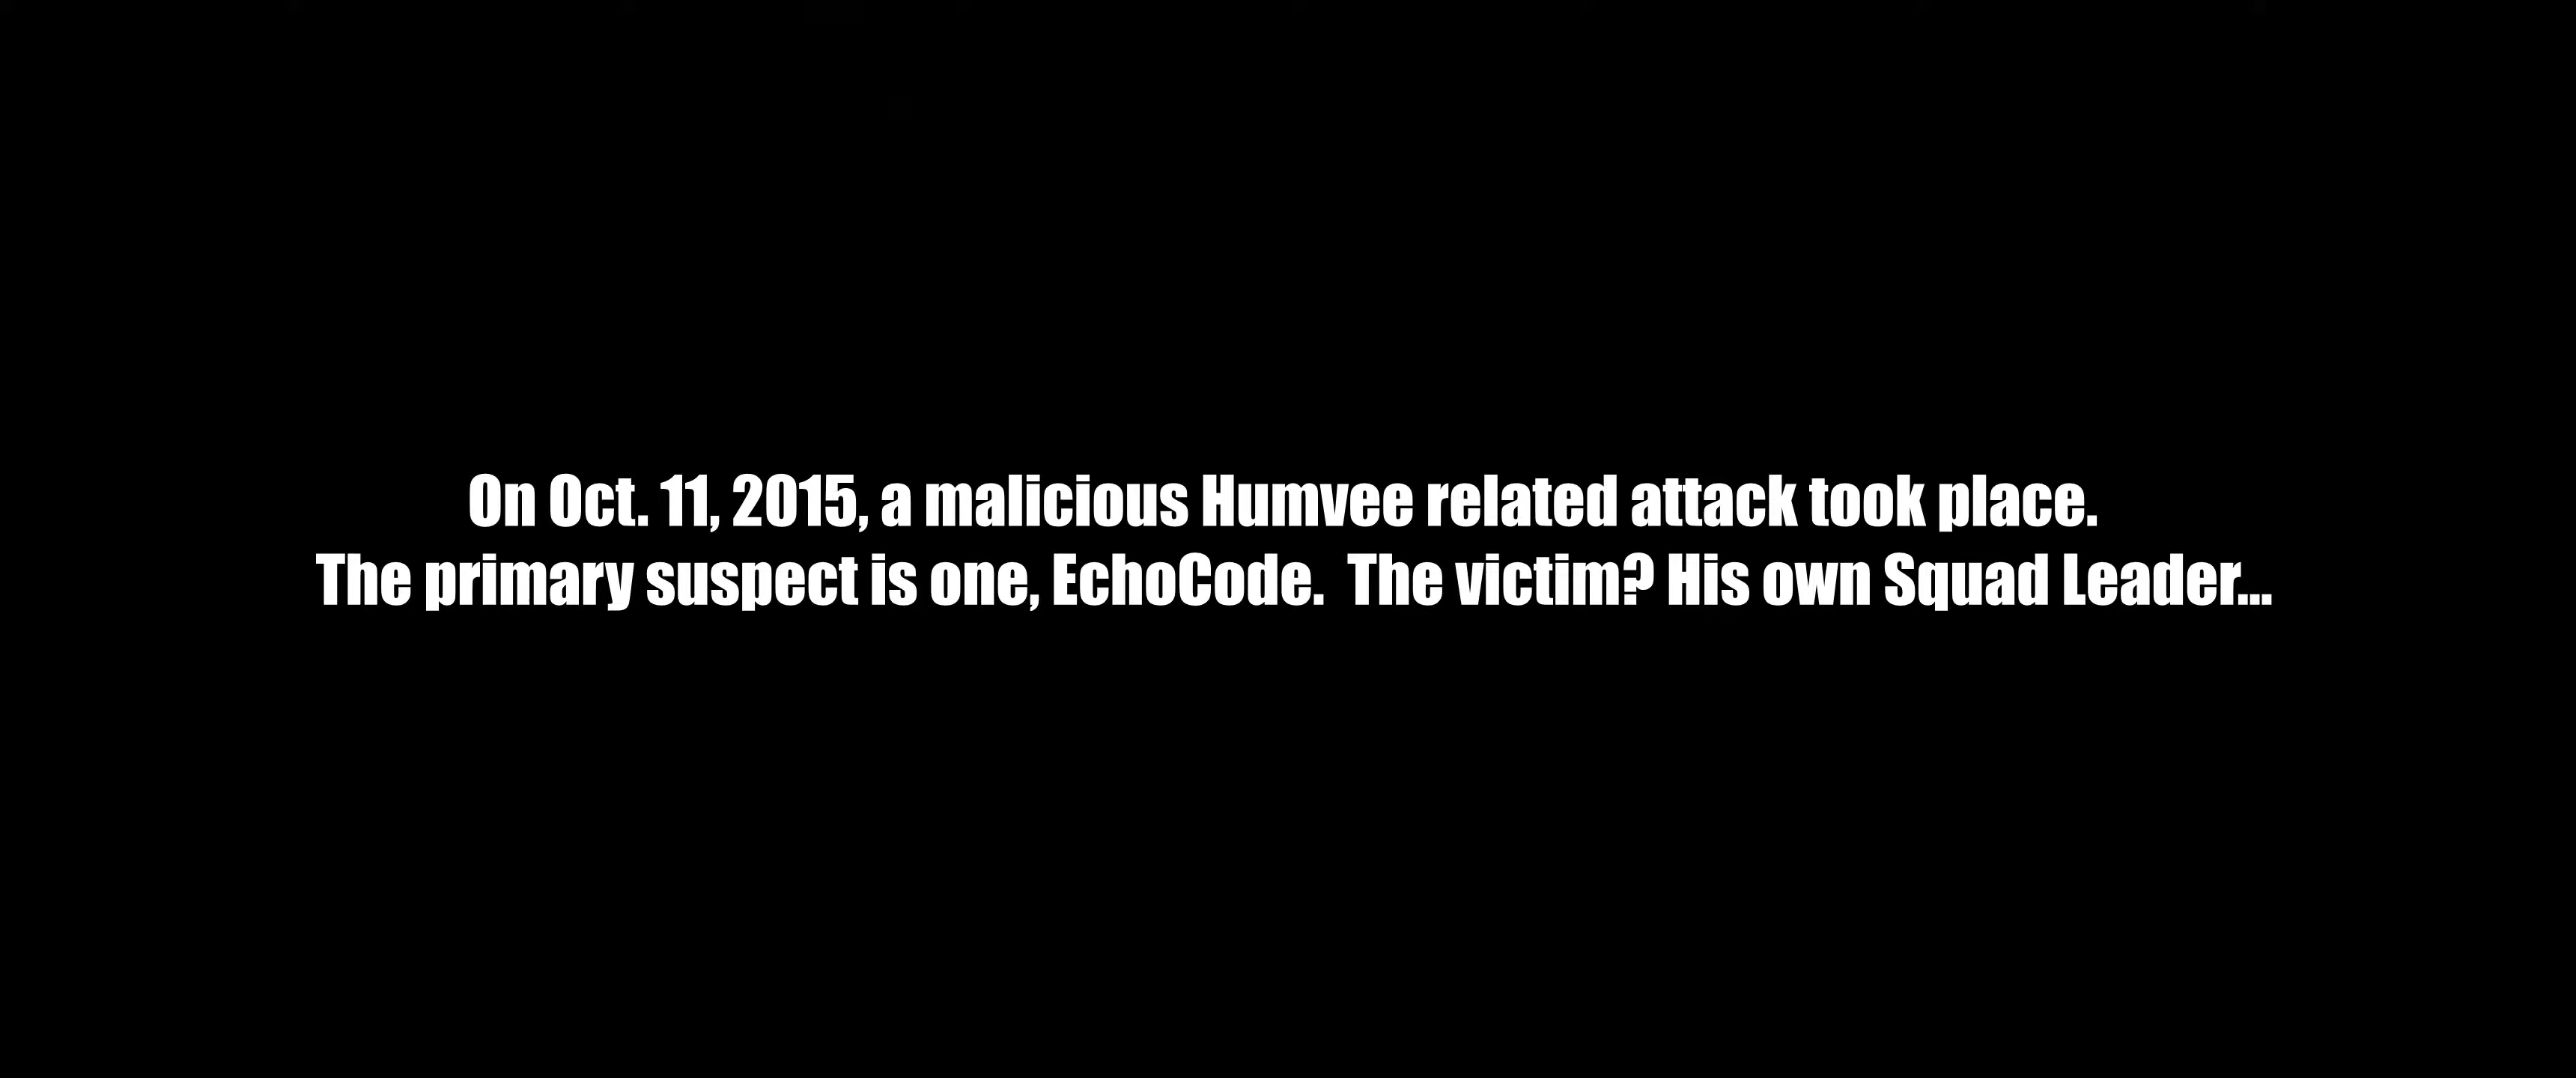 On Oct. 11, 2015, a malicious Humvee related attack took place.
The primary suspect is one, EchoCode.  The victim? His own Squad Leader...